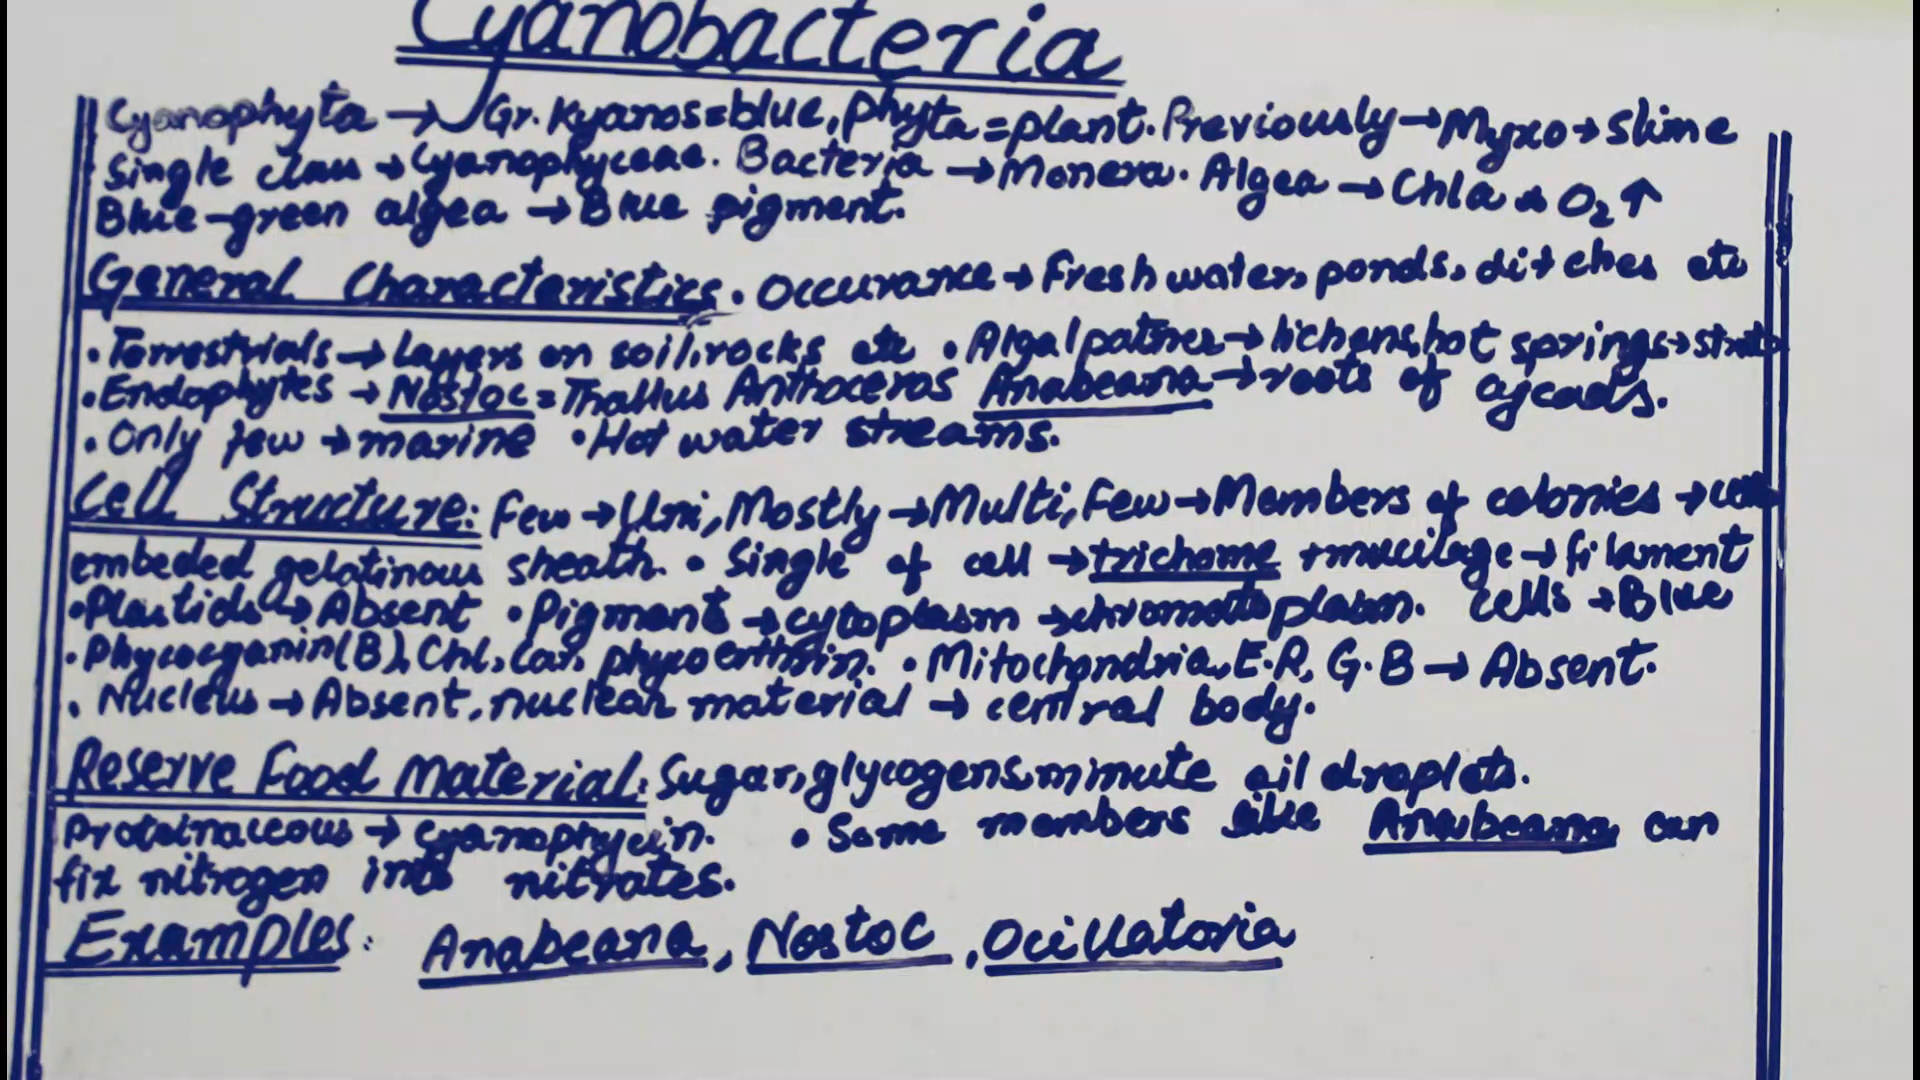 Cyanobacteria
Cyanophyta → Gr. Kyanos=blue, Phyta=plant. Previously → Myxo → Slime
Single class → Cyanophyceae. Bacteria → Monera. Algea → Chl a & O₂ ↑
Blue-green algea → Blue pigment.
General Characteristics. Occurance → Fresh water, ponds, ditches etc
• Terrestrials → Layers on soil, rocks etc • Algal patner → lichens, hot springs →
• Endophytes → Nostoc = Thallus Anthoceros Anabeana → roots of cycads.
• Only few → marine • Hot water streams.
Cell Structure: Few → Uni, Mostly → Multi, Few → Members of colonies →
embeded gelatinous sheath. • Single of cell → trichome + mucilage → filament
• Plastids → Absent • Pigments → cytoplasm → chromatoplasm. Cells → Blue
• Phycocyanin(B), Chl, Car, phycoerithrin. • Mitochondria, E.R, G.B → Absent.
• Nucleus → Absent, nuclear material → central body.
Reserve Food Material: Sugar, glycogens, minute oil droplets.
Proteinaceous → Cyanophycin. • Some members like Anabeana can
fix nitrogen into nitrates.
Examples: Anabeana, Nostoc, Ocillatoria